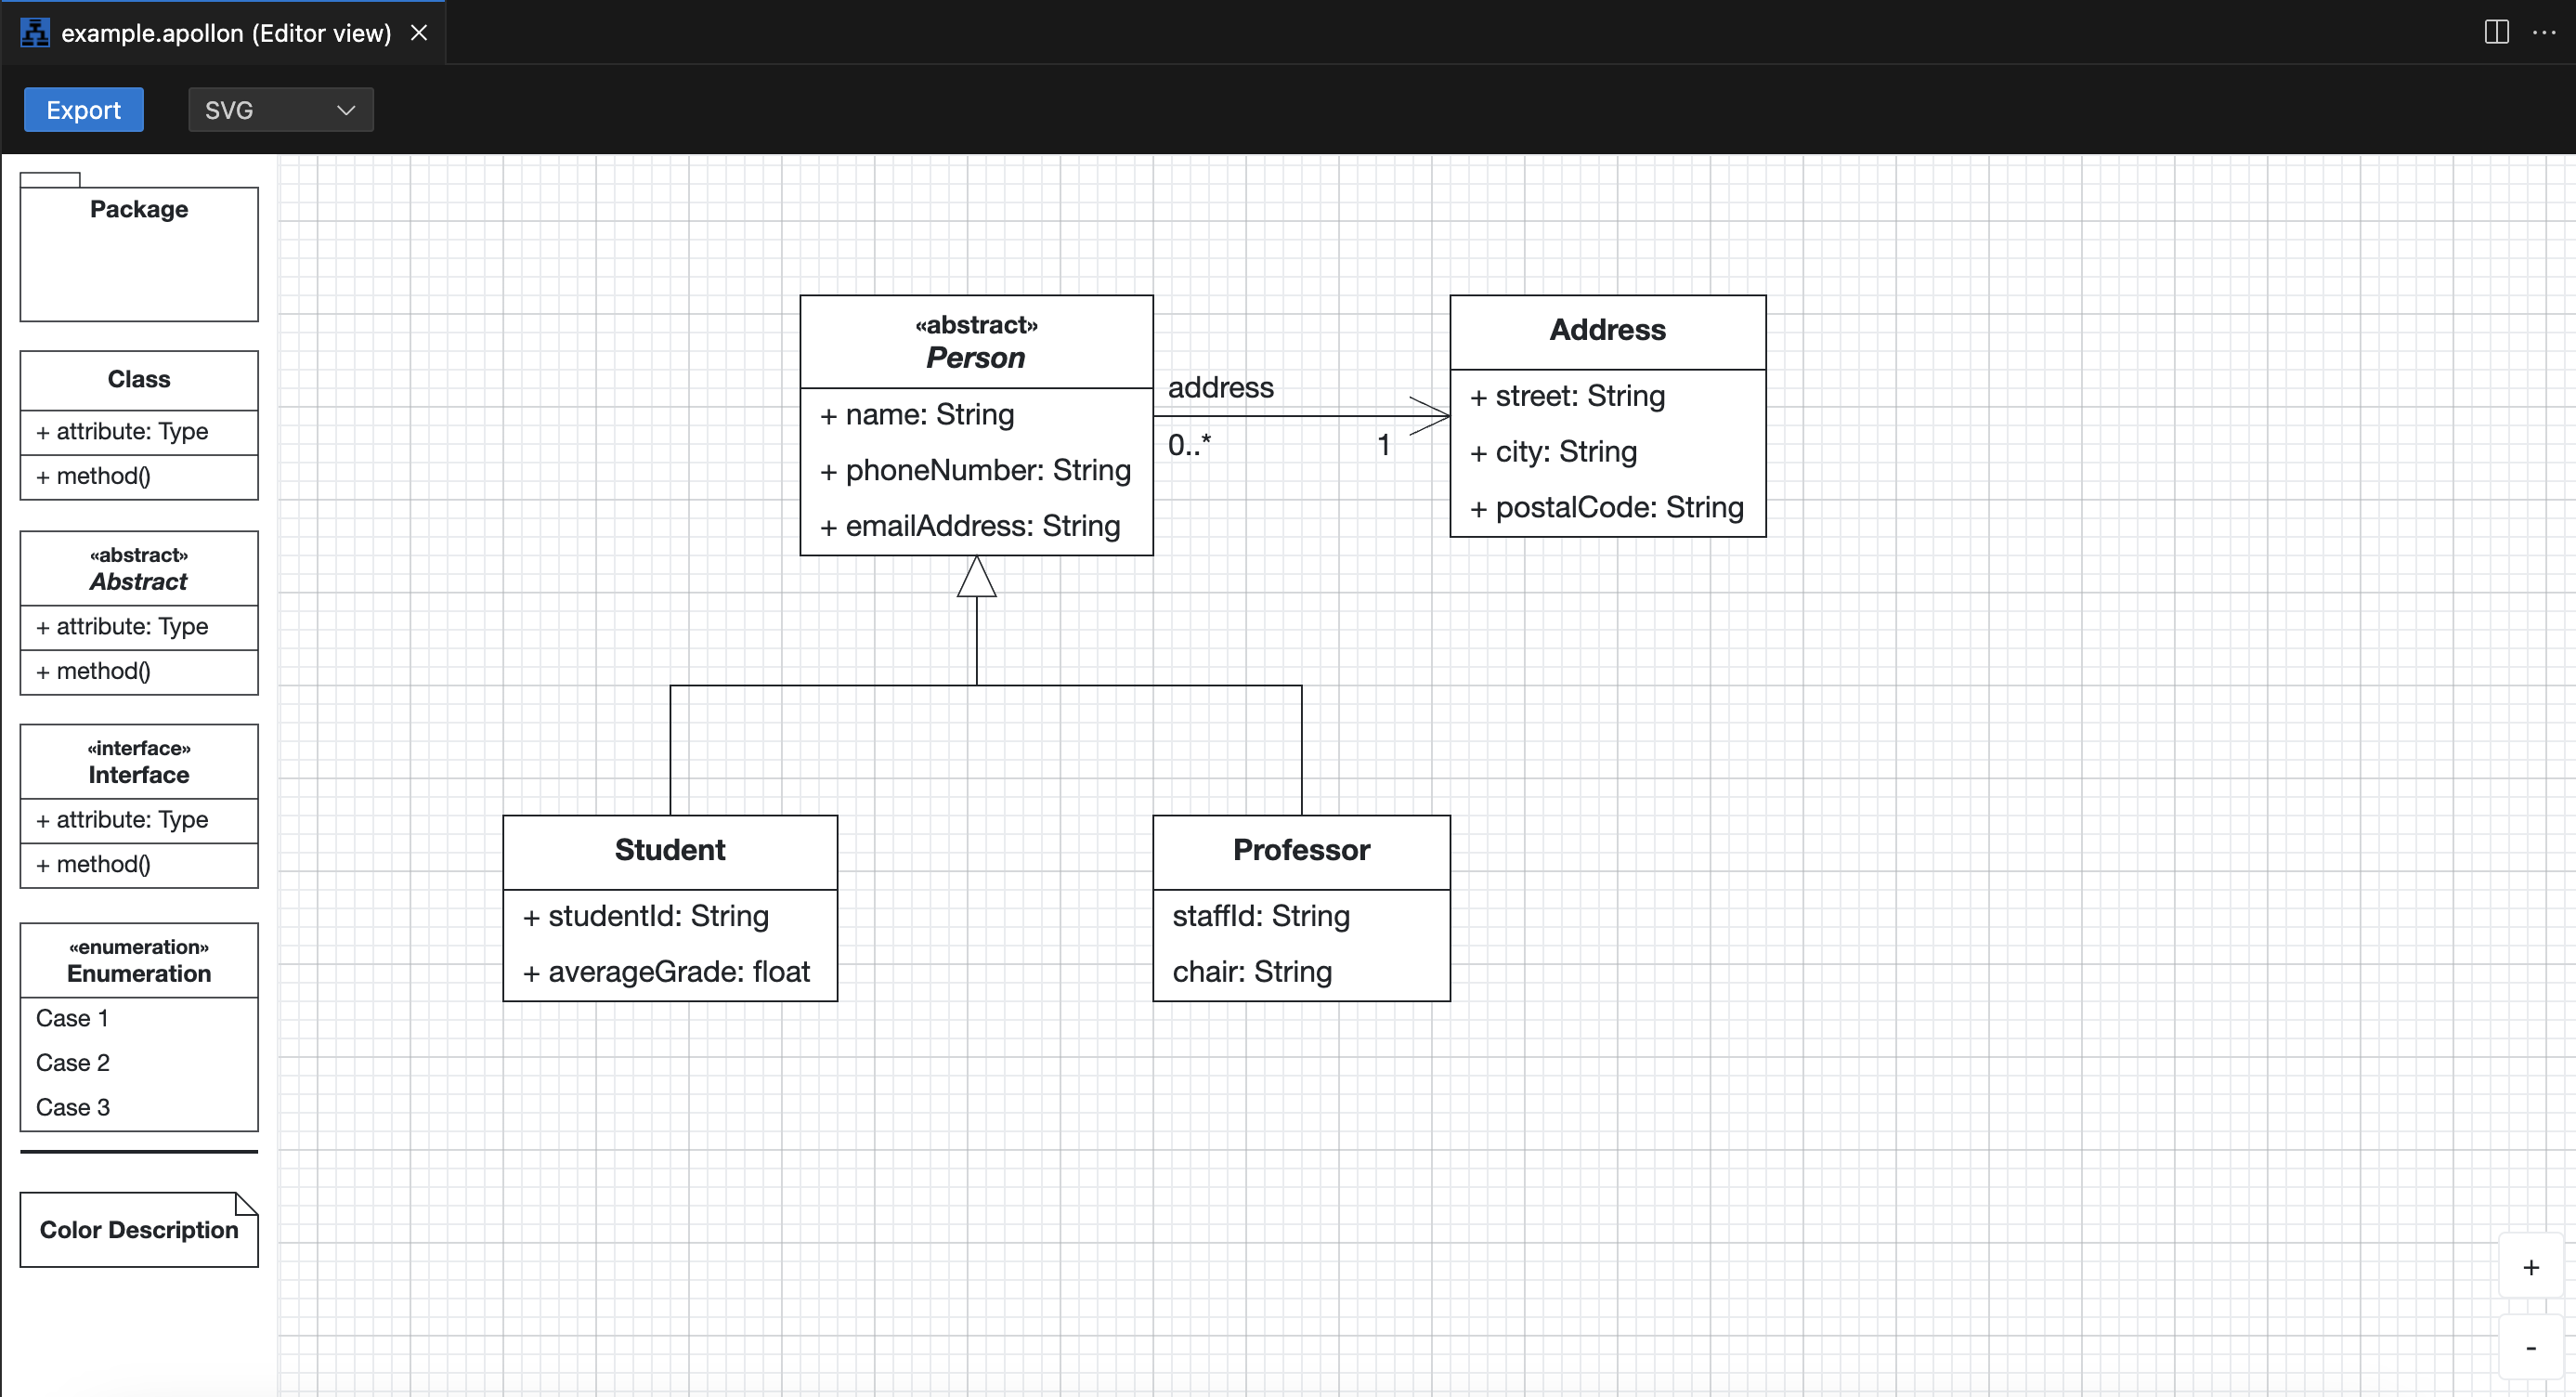 example.apollon (Editor view)
Export
SVG
Package
Class
+ attribute: Type
+ method()
«abstract»
Abstract
+ attribute: Type
+ method()
«interface»
Interface
+ attribute: Type
+ method()
«enumeration»
Enumeration
Case 1
Case 2
Case 3
Color Description
«abstract»
Person
+ name: String
+ phoneNumber: String
+ emailAddress: String
address
0..*
1
Address
+ street: String
+ city: String
+ postalCode: String
Student
+ studentId: String
+ averageGrade: float
Professor
staffId: String
chair: String
+
-